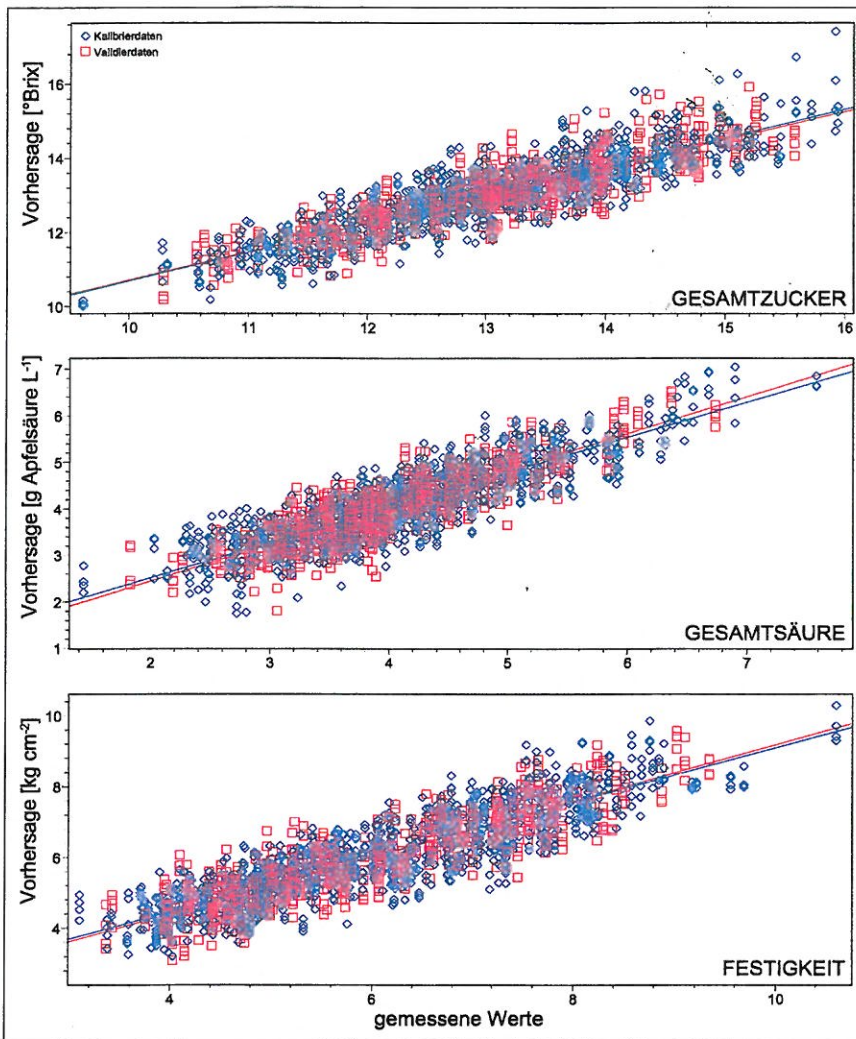 Kalibrierdaten
Validierdaten
Vorhersage [°Brix]
16
14
12
10
GESAMTZUCKER
10 11 12 13 14 15 16
Vorhersage [g Apfelsäure L⁻¹]
7
6
5
4
3
2
1
GESAMTSÄURE
2 3 4 5 6 7
Vorhersage [kg cm⁻²]
10
8
6
4
FESTIGKEIT
4 6 8 10
gemessene Werte